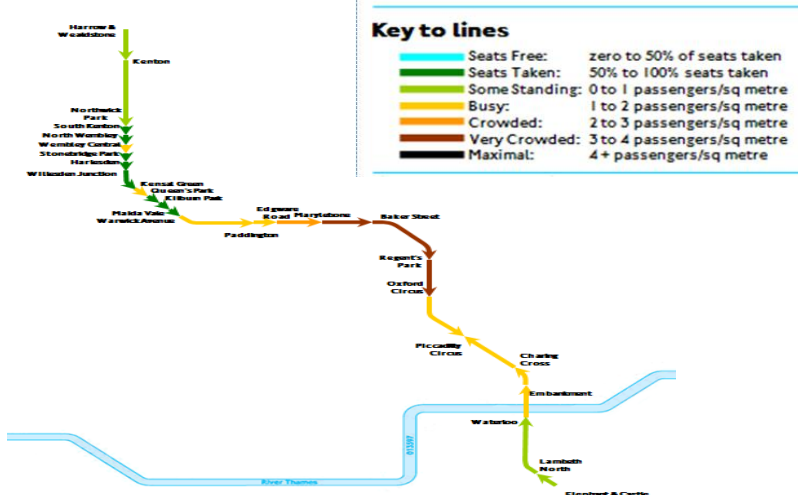 Harrow &
Wealdstone
Kenton
Northwick
Park
South Kenton
North Wembley
Wembley Central
Stonebridge Park
Harlesden
Willesden Junction
Kensal Green
Queen's Park
Kilburn Park
Maida Vale
Warwick Avenue
Paddington
Edgware
Road
Marylebone
Baker Street
Regent's
Park
Oxford
Circus
Piccadilly
Circus
Charing
Cross
Embankment
Waterloo
Lambeth
North
Elephant & Castle
River Thames
Key to lines
Seats Free: zero to 50% of seats taken
Seats Taken: 50% to 100% seats taken
Some Standing: 0 to 1 passengers/sq metre
Busy: 1 to 2 passengers/sq metre
Crowded: 2 to 3 passengers/sq metre
Very Crowded: 3 to 4 passengers/sq metre
Maximal: 4+ passengers/sq metre